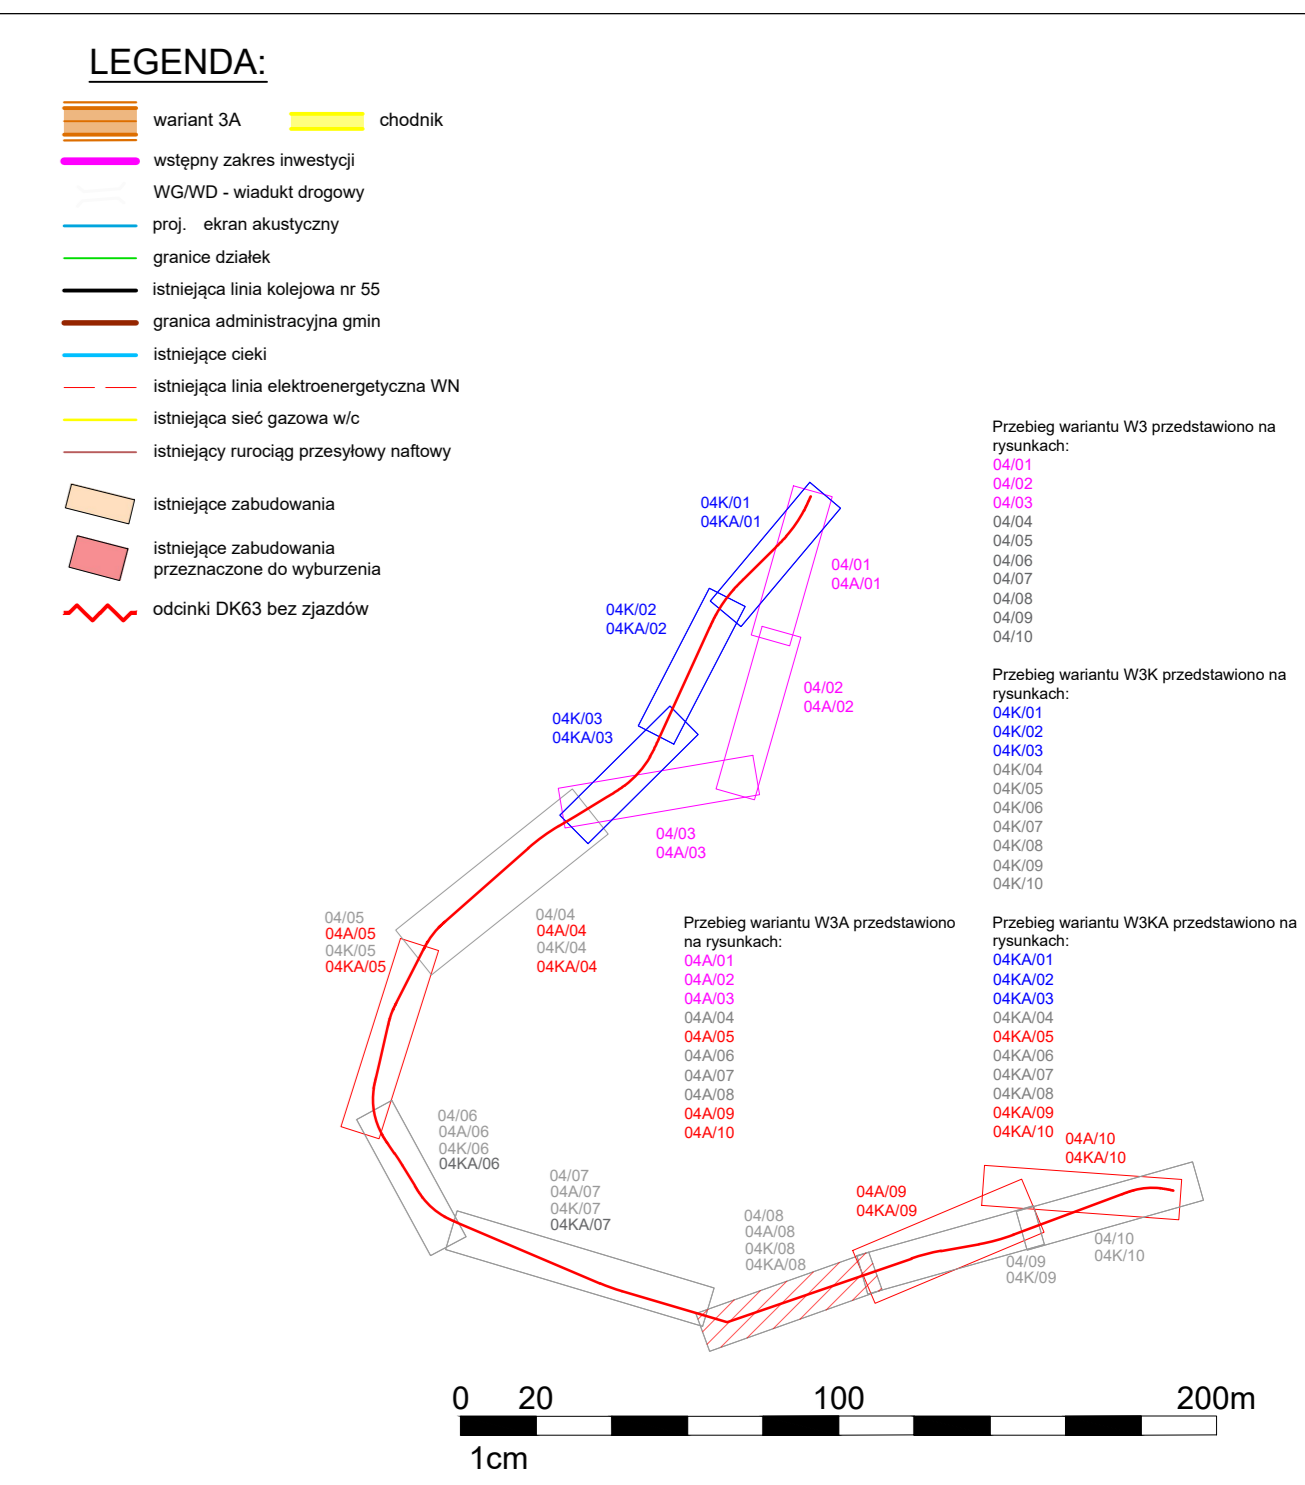 LEGENDA:
wariant 3A
chodnik
wstępny zakres inwestycji
WG/WD - wiadukt drogowy
proj. ekran akustyczny
granice działek
istniejąca linia kolejowa nr 55
granica administracyjna gmin
istniejące cieki
istniejąca linia elektroenergetyczna WN
istniejąca sieć gazowa w/c
istniejący rurociąg przesyłowy naftowy
istniejące zabudowania
istniejące zabudowania
przeznaczone do wyburzenia
odcinki DK63 bez zjazdów
Przebieg wariantu W3 przedstawiono na
rysunkach:
04/01
04/02
04/03
04/04
04/05
04/06
04/07
04/08
04/09
04/10
Przebieg wariantu W3K przedstawiono na
rysunkach:
04K/01
04K/02
04K/03
04K/04
04K/05
04K/06
04K/07
04K/08
04K/09
04K/10
Przebieg wariantu W3A przedstawiono
na rysunkach:
04A/01
04A/02
04A/03
04A/04
04A/05
04A/06
04A/07
04A/08
04A/09
04A/10
Przebieg wariantu W3KA przedstawiono na
rysunkach:
04KA/01
04KA/02
04KA/03
04KA/04
04KA/05
04KA/06
04KA/07
04KA/08
04KA/09
04KA/10
04K/01
04KA/01
04/01
04A/01
04K/02
04KA/02
04/02
04A/02
04K/03
04KA/03
04/03
04A/03
04/05
04A/05
04K/05
04KA/05
04/04
04A/04
04K/04
04KA/04
04/06
04A/06
04K/06
04KA/06
04/07
04A/07
04K/07
04KA/07
04/08
04A/08
04K/08
04KA/08
04A/09
04KA/09
04A/10
04KA/10
04/09
04K/09
04/10
04K/10
0 20 100 200m
1cm